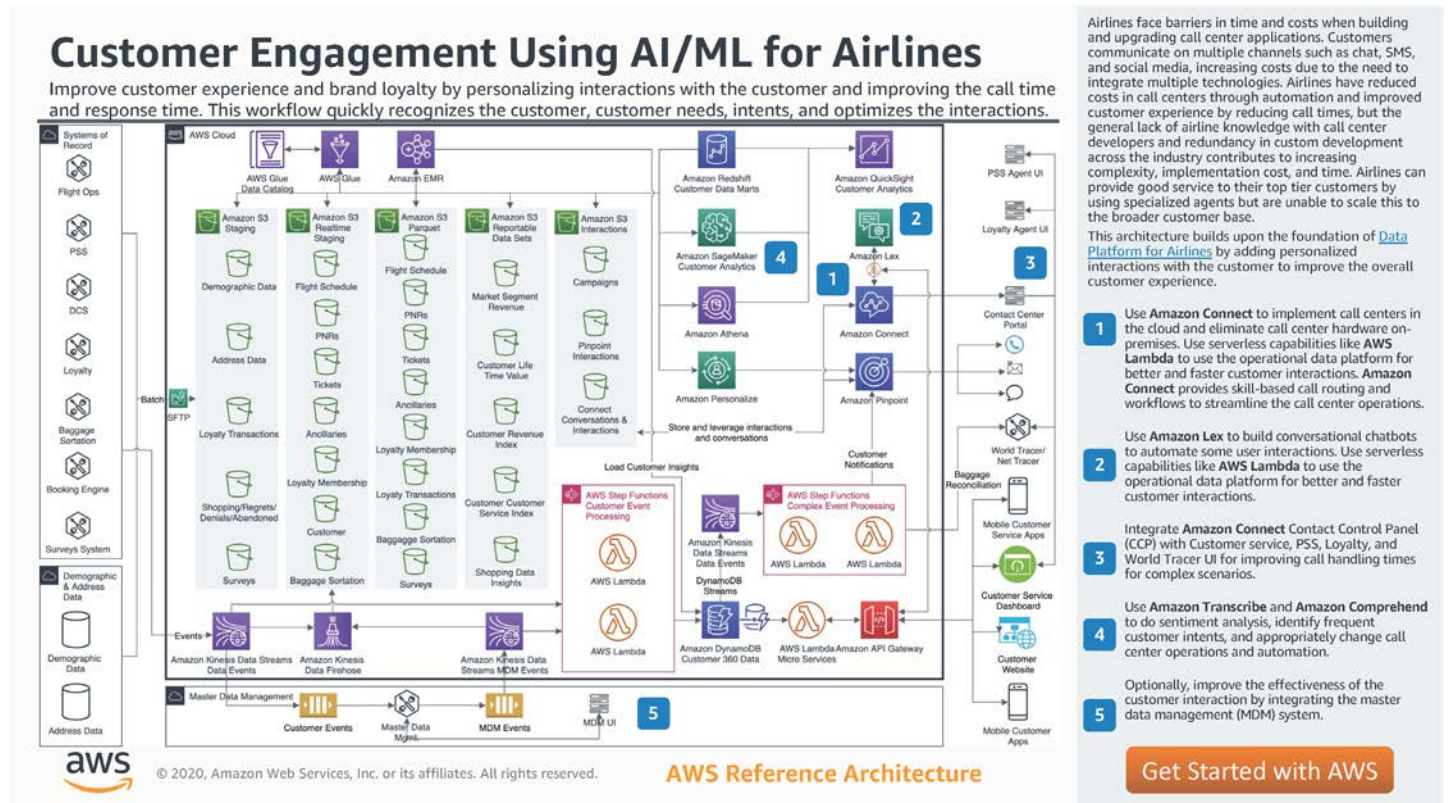 Customer Engagement Using AI/ML for Airlines
Improve customer experience and brand loyalty by personalizing interactions with the customer and improving the call time
and response time. This workflow quickly recognizes the customer, customer needs, intents, and optimizes the interactions.
Systems of
Record
Flight Ops
PSS
DCS
Loyalty
Baggage
Sortation
Booking Engine
Surveys System
Demographic
& Address
Data
Demographic
Data
Address Data
Batch
SFTP
Events
aws
AWS Cloud
AWS Glue
Data Catalog
AWS Glue
Amazon EMR
Amazon S3
Staging
Demographic Data
Address Data
Loyalty Transactions
Shopping/Regrets/
Denials/Abandoned
Surveys
Amazon S3
Realtime
Staging
Flight Schedule
PNRs
Tickets
Ancillaries
Loyalty Membership
Customer
Baggage Sortation
Amazon S3
Parquet
Flight Schedule
PNRs
Tickets
Ancillaries
Loyalty Membership
Loyalty Transactions
Baggage Sortation
Surveys
Amazon S3
Reportable
Data Sets
Market Segment
Revenue
Customer Life
Time Value
Customer Revenue
Index
Customer Customer
Service Index
Shopping Data
Insights
Amazon S3
Interactions
Campaigns
Pinpoint
Interactions
Connect
Conversations &
Interactions
Amazon Redshift
Customer Data Marts
Amazon SageMaker
Customer Analytics
4
Amazon Athena
Amazon Personalize
Amazon QuickSight
Customer Analytics
2
Amazon Lex
1
Amazon Connect
Amazon Pinpoint
Store and leverage interactions
and conversations
Load Customer Insights
Customer
Notifications
AWS Step Functions
Customer Event
Processing
AWS Lambda
AWS Lambda
Amazon Kinesis
Data Streams
Data Events
DynamoDB
Streams
AWS Step Functions
Complex Event Processing
AWS Lambda
AWS Lambda
Baggage
Reconciliation
Amazon Kinesis Data Streams
Data Events
Amazon Kinesis
Data Firehose
Amazon Kinesis Data
Streams MDM Events
Amazon DynamoDB
Customer 360 Data
AWS Lambda
Micro Services
Amazon API Gateway
Master Data Management
Customer Events
Master Data
Mgmt.
MDM Events
MDM UI
5
PSS Agent UI
Loyalty Agent UI
3
Contact Center
Portal
World Tracer/
Net Tracer
Mobile Customer
Service Apps
Customer Service
Dashboard
Customer
Website
Mobile Customer
Apps
aws
© 2020, Amazon Web Services, Inc. or its affiliates. All rights reserved.
AWS Reference Architecture
Airlines face barriers in time and costs when building
and upgrading call center applications. Customers
communicate on multiple channels such as chat, SMS,
and social media, increasing costs due to the need to
integrate multiple technologies. Airlines have reduced
costs in call centers through automation and improved
customer experience by reducing call times, but the
general lack of airline knowledge with call center
developers and redundancy in custom development
across the industry contributes to increasing
complexity, implementation cost, and time. Airlines can
provide good service to their top tier customers by
using specialized agents but are unable to scale this to
the broader customer base.
This architecture builds upon the foundation of Data
Platform for Airlines by adding personalized
interactions with the customer to improve the overall
customer experience.
1
Use Amazon Connect to implement call centers in
the cloud and eliminate call center hardware on-
premises. Use serverless capabilities like AWS
Lambda to use the operational data platform for
better and faster customer interactions. Amazon
Connect provides skill-based call routing and
workflows to streamline the call center operations.
2
Use Amazon Lex to build conversational chatbots
to automate some user interactions. Use serverless
capabilities like AWS Lambda to use the
operational data platform for better and faster
customer interactions.
3
Integrate Amazon Connect Contact Control Panel
(CCP) with Customer service, PSS, Loyalty, and
World Tracer UI for improving call handling times
for complex scenarios.
4
Use Amazon Transcribe and Amazon Comprehend
to do sentiment analysis, identify frequent
customer intents, and appropriately change call
center operations and automation.
5
Optionally, improve the effectiveness of the
customer interaction by integrating the master
data management (MDM) system.
Get Started with AWS